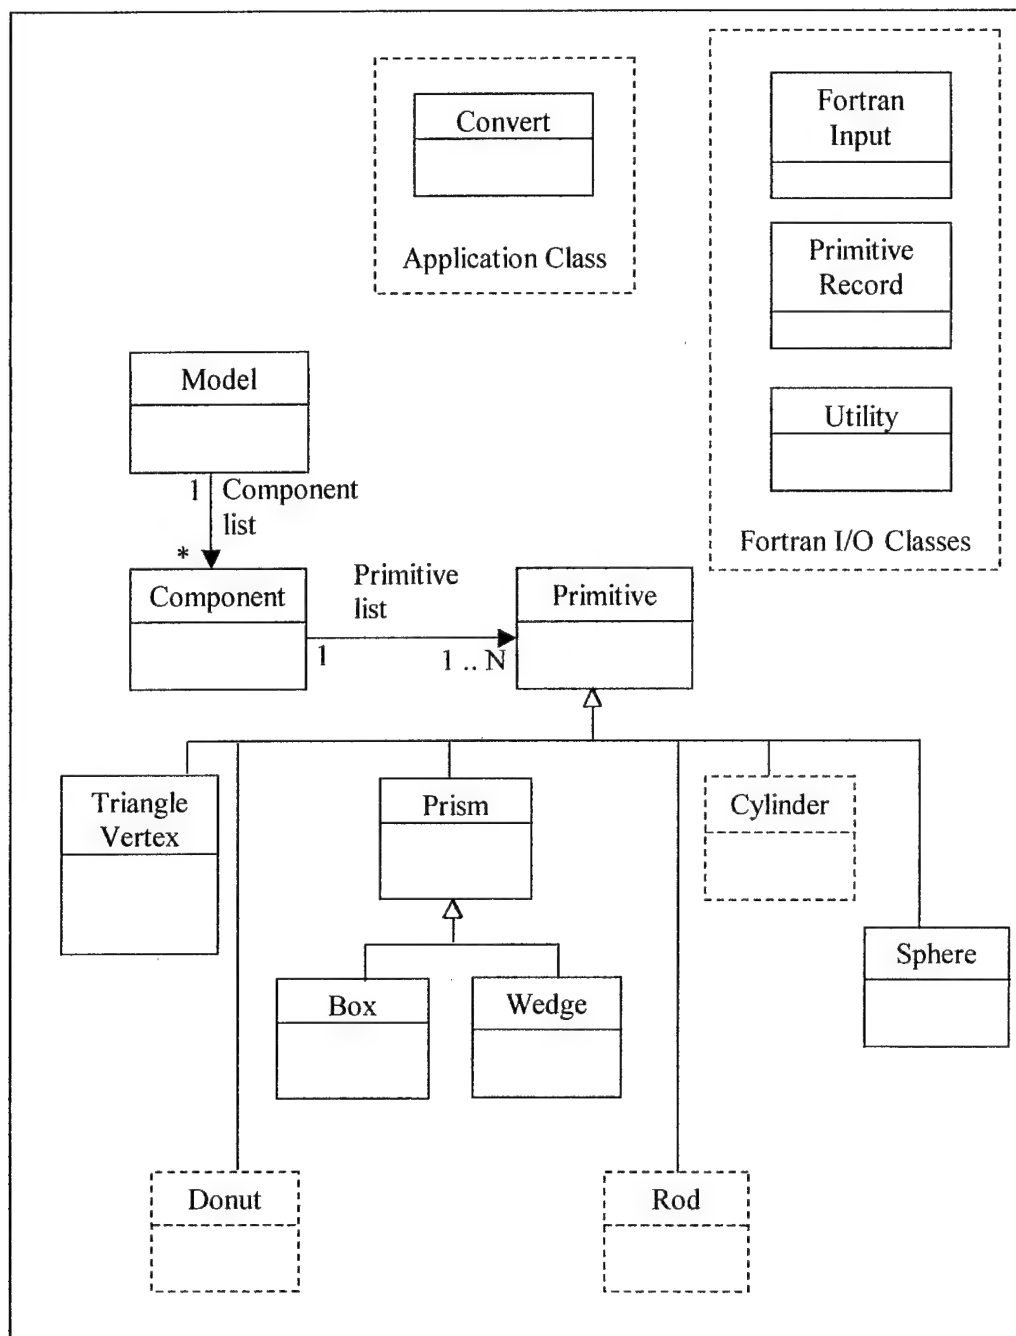 Convert
Application Class
Fortran
Input
Primitive
Record
Utility
Fortran I/O Classes
Model
1
Component
list
*
Component
Primitive
list
1
1 .. N
Primitive
Triangle
Vertex
Prism
Cylinder
Sphere
Box
Wedge
Donut
Rod